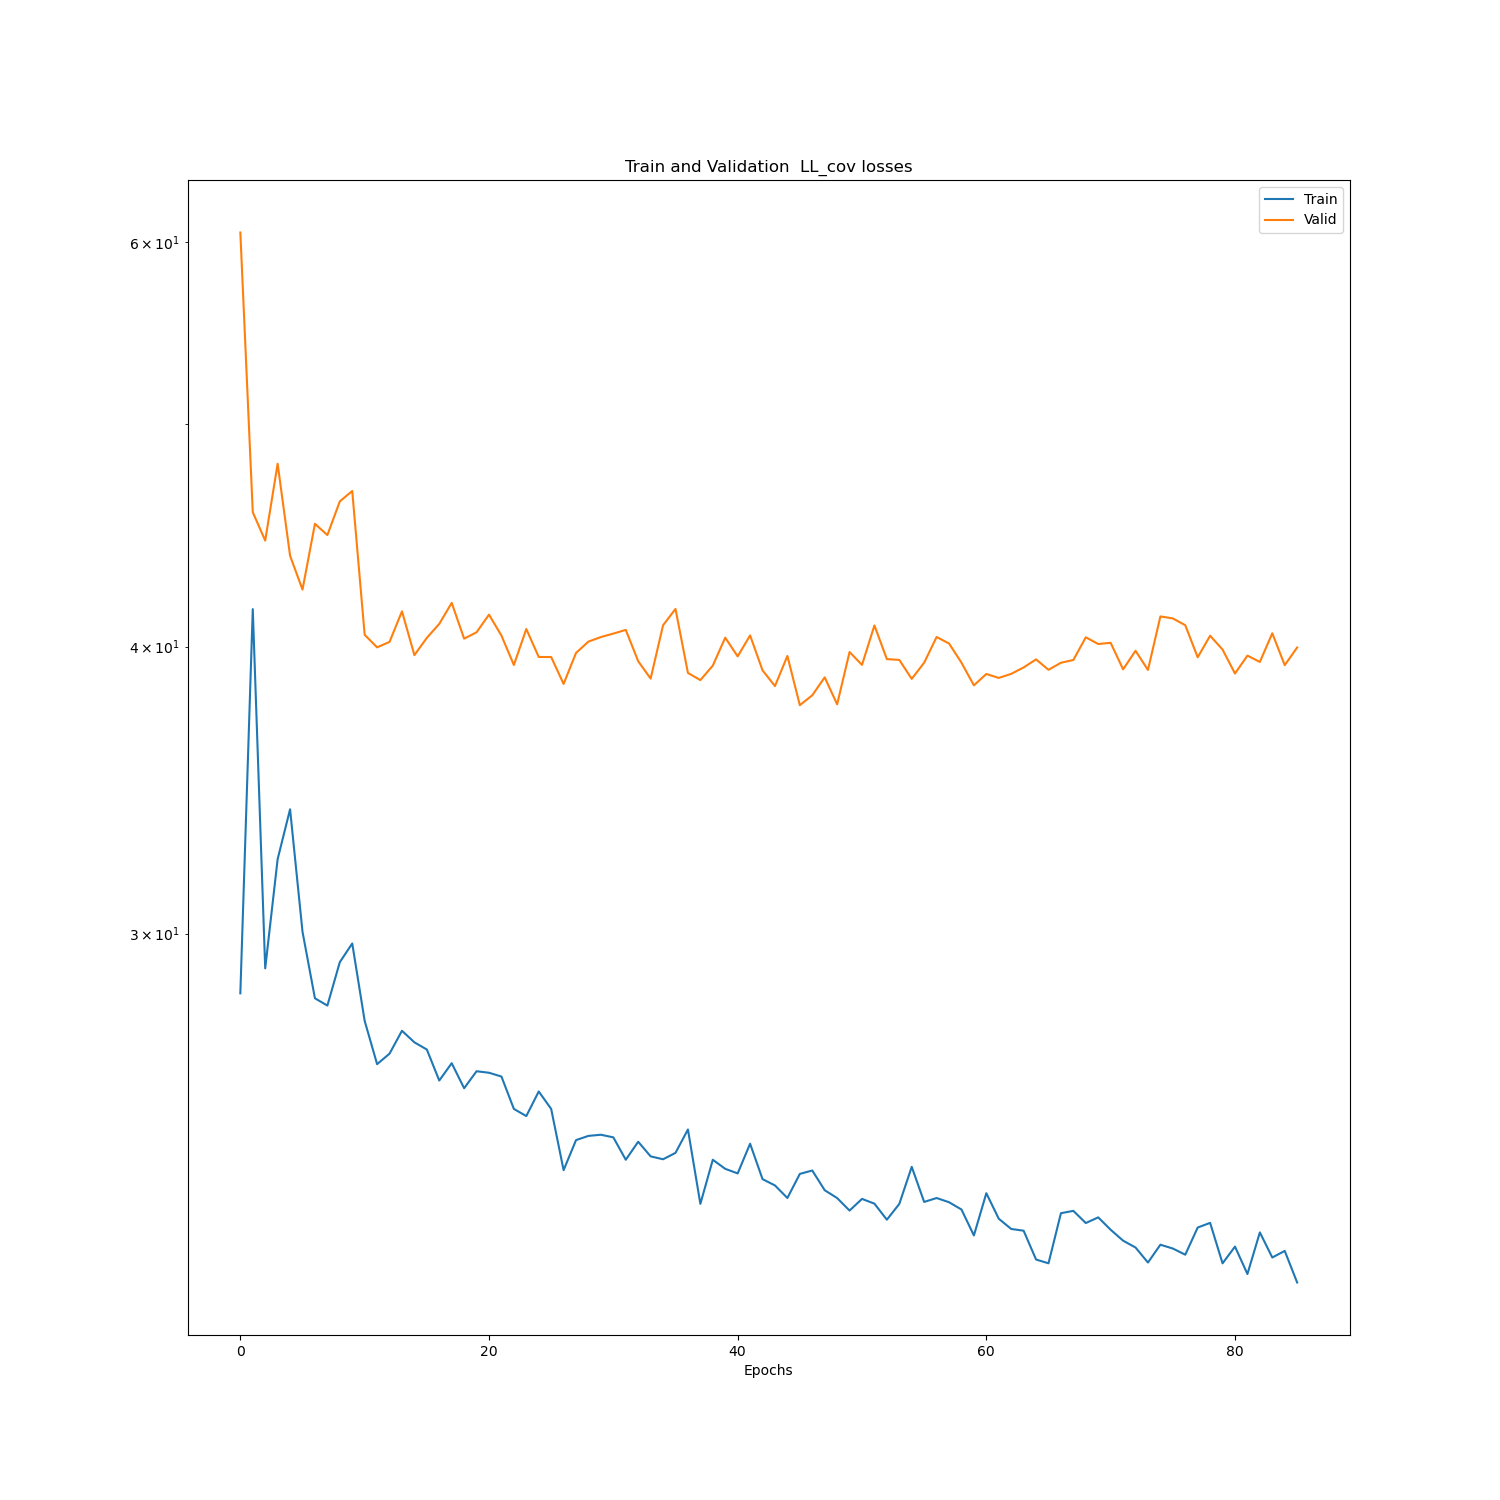 Train and Validation  LL_cov losses
Train
Valid
6 × 10¹
4 × 10¹
3 × 10¹
0 20 40 60 80
Epochs